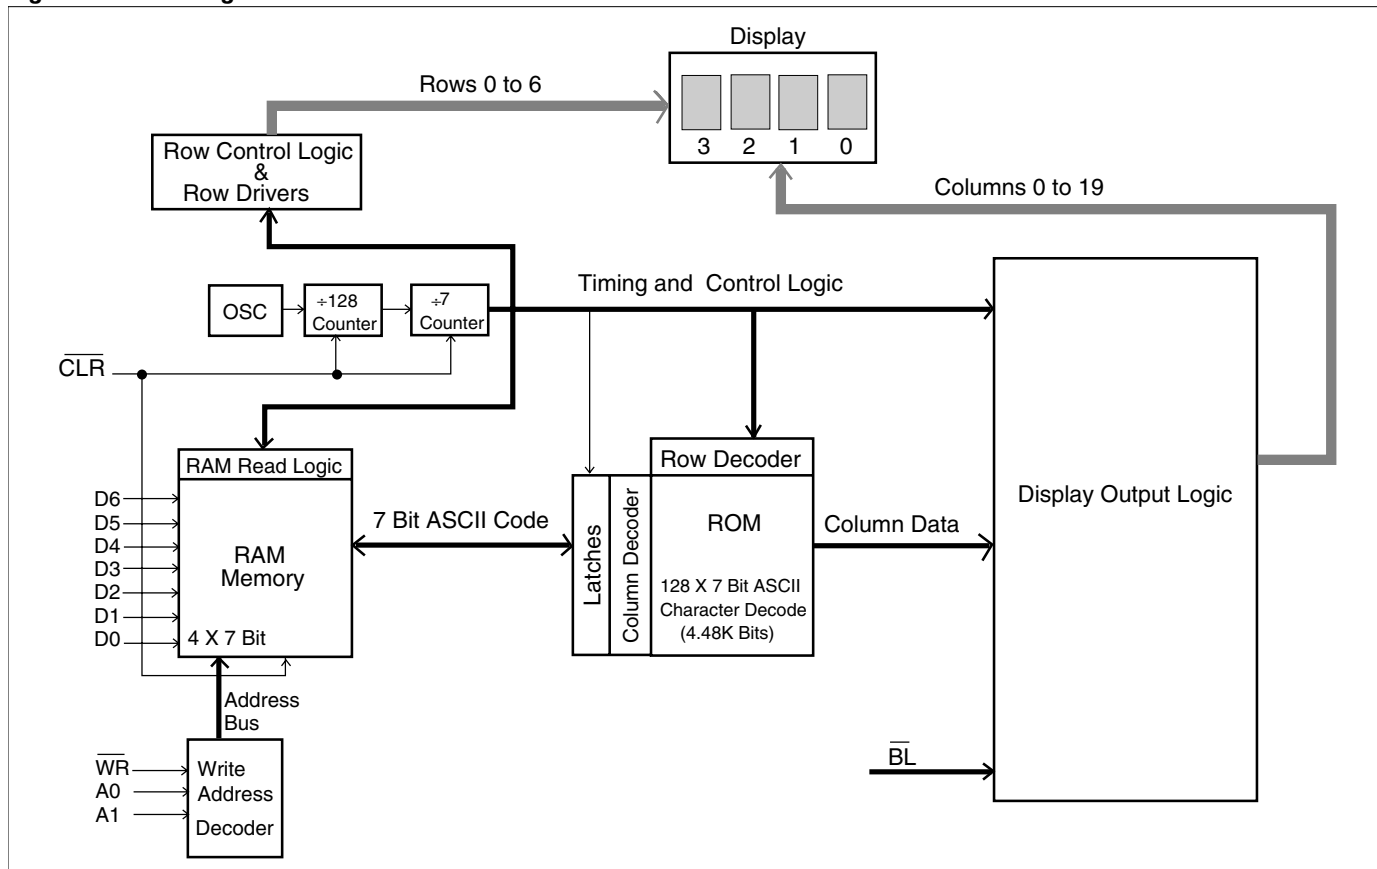 Display
Rows 0 to 6
3 2 1 0
Row Control Logic
&
Row Drivers
Columns 0 to 19
Timing and Control Logic
OSC
÷128
Counter
÷7
Counter
C̅L̅R̅
RAM Read Logic
Row Decoder
D6
D5
D4
D3
D2
D1
D0
RAM
Memory
4 X 7 Bit
7 Bit ASCII Code
Latches
Column Decoder
ROM
128 X 7 Bit ASCII
Character Decode
(4.48K Bits)
Column Data
Display Output Logic
Address
Bus
W̅R̅
A0
A1
Write
Address
Decoder
B̅L̅